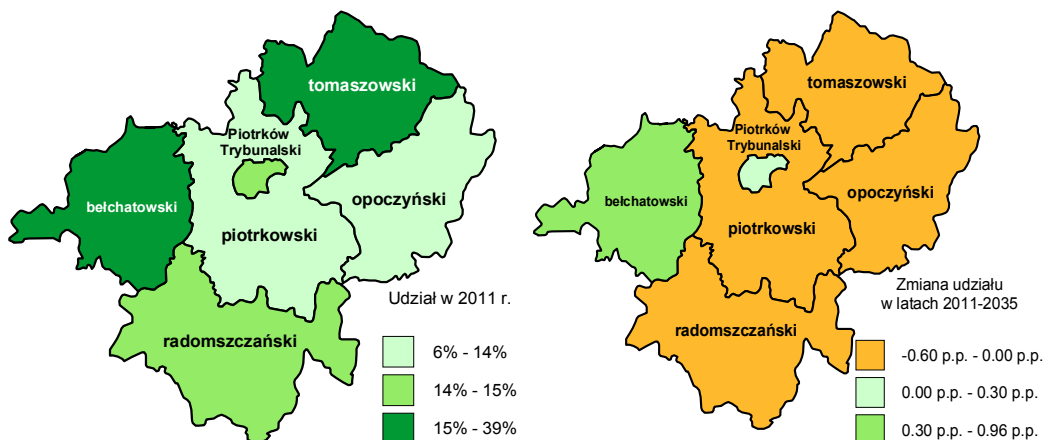 tomaszowski
Piotrków
Trybunalski
opoczyński
bełchatowski
piotrkowski
radomszczański
Udział w 2011 r.
6% - 14%
14% - 15%
15% - 39%
tomaszowski
Piotrków
Trybunalski
opoczyński
bełchatowski
piotrkowski
radomszczański
Zmiana udziału
w latach 2011-2035
-0.60 p.p. - 0.00 p.p.
0.00 p.p. - 0.30 p.p.
0.30 p.p. - 0.96 p.p.